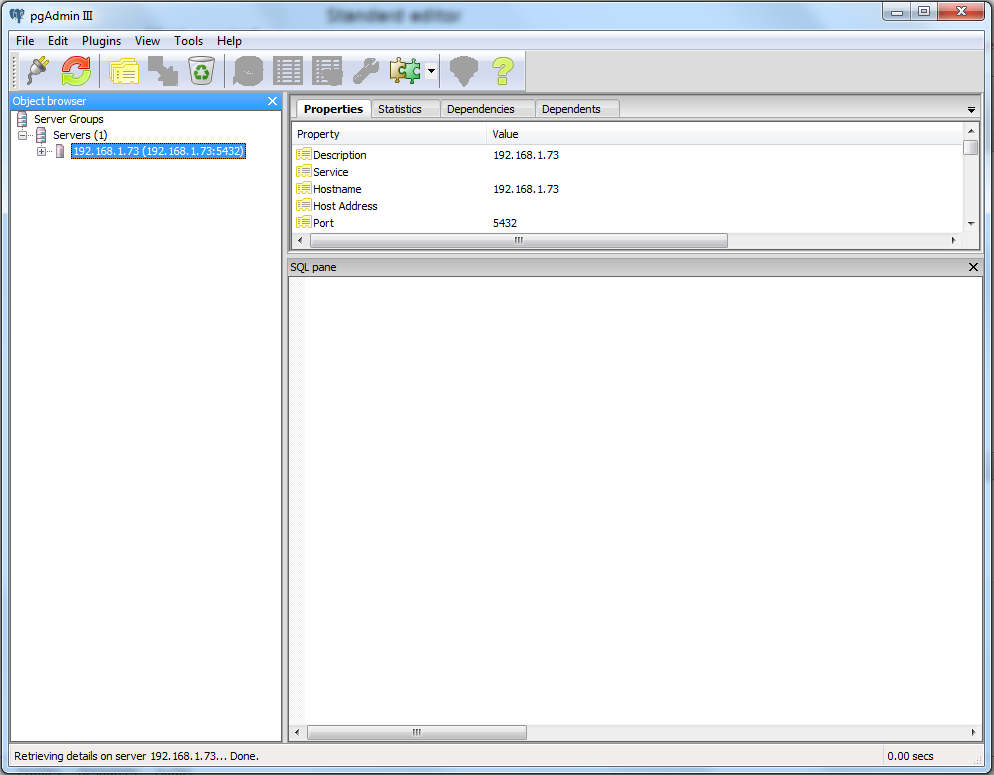 Standard editor
pgAdmin III
File Edit Plugins View Tools Help
Object browser
Server Groups
Servers (1)
192.168.1.73 (192.168.1.73:5432)
Properties Statistics Dependencies Dependents
Property Value
Description 192.168.1.73
Service
Hostname 192.168.1.73
Host Address
Port 5432
SQL pane
Retrieving details on server 192.168.1.73... Done. 0.00 secs